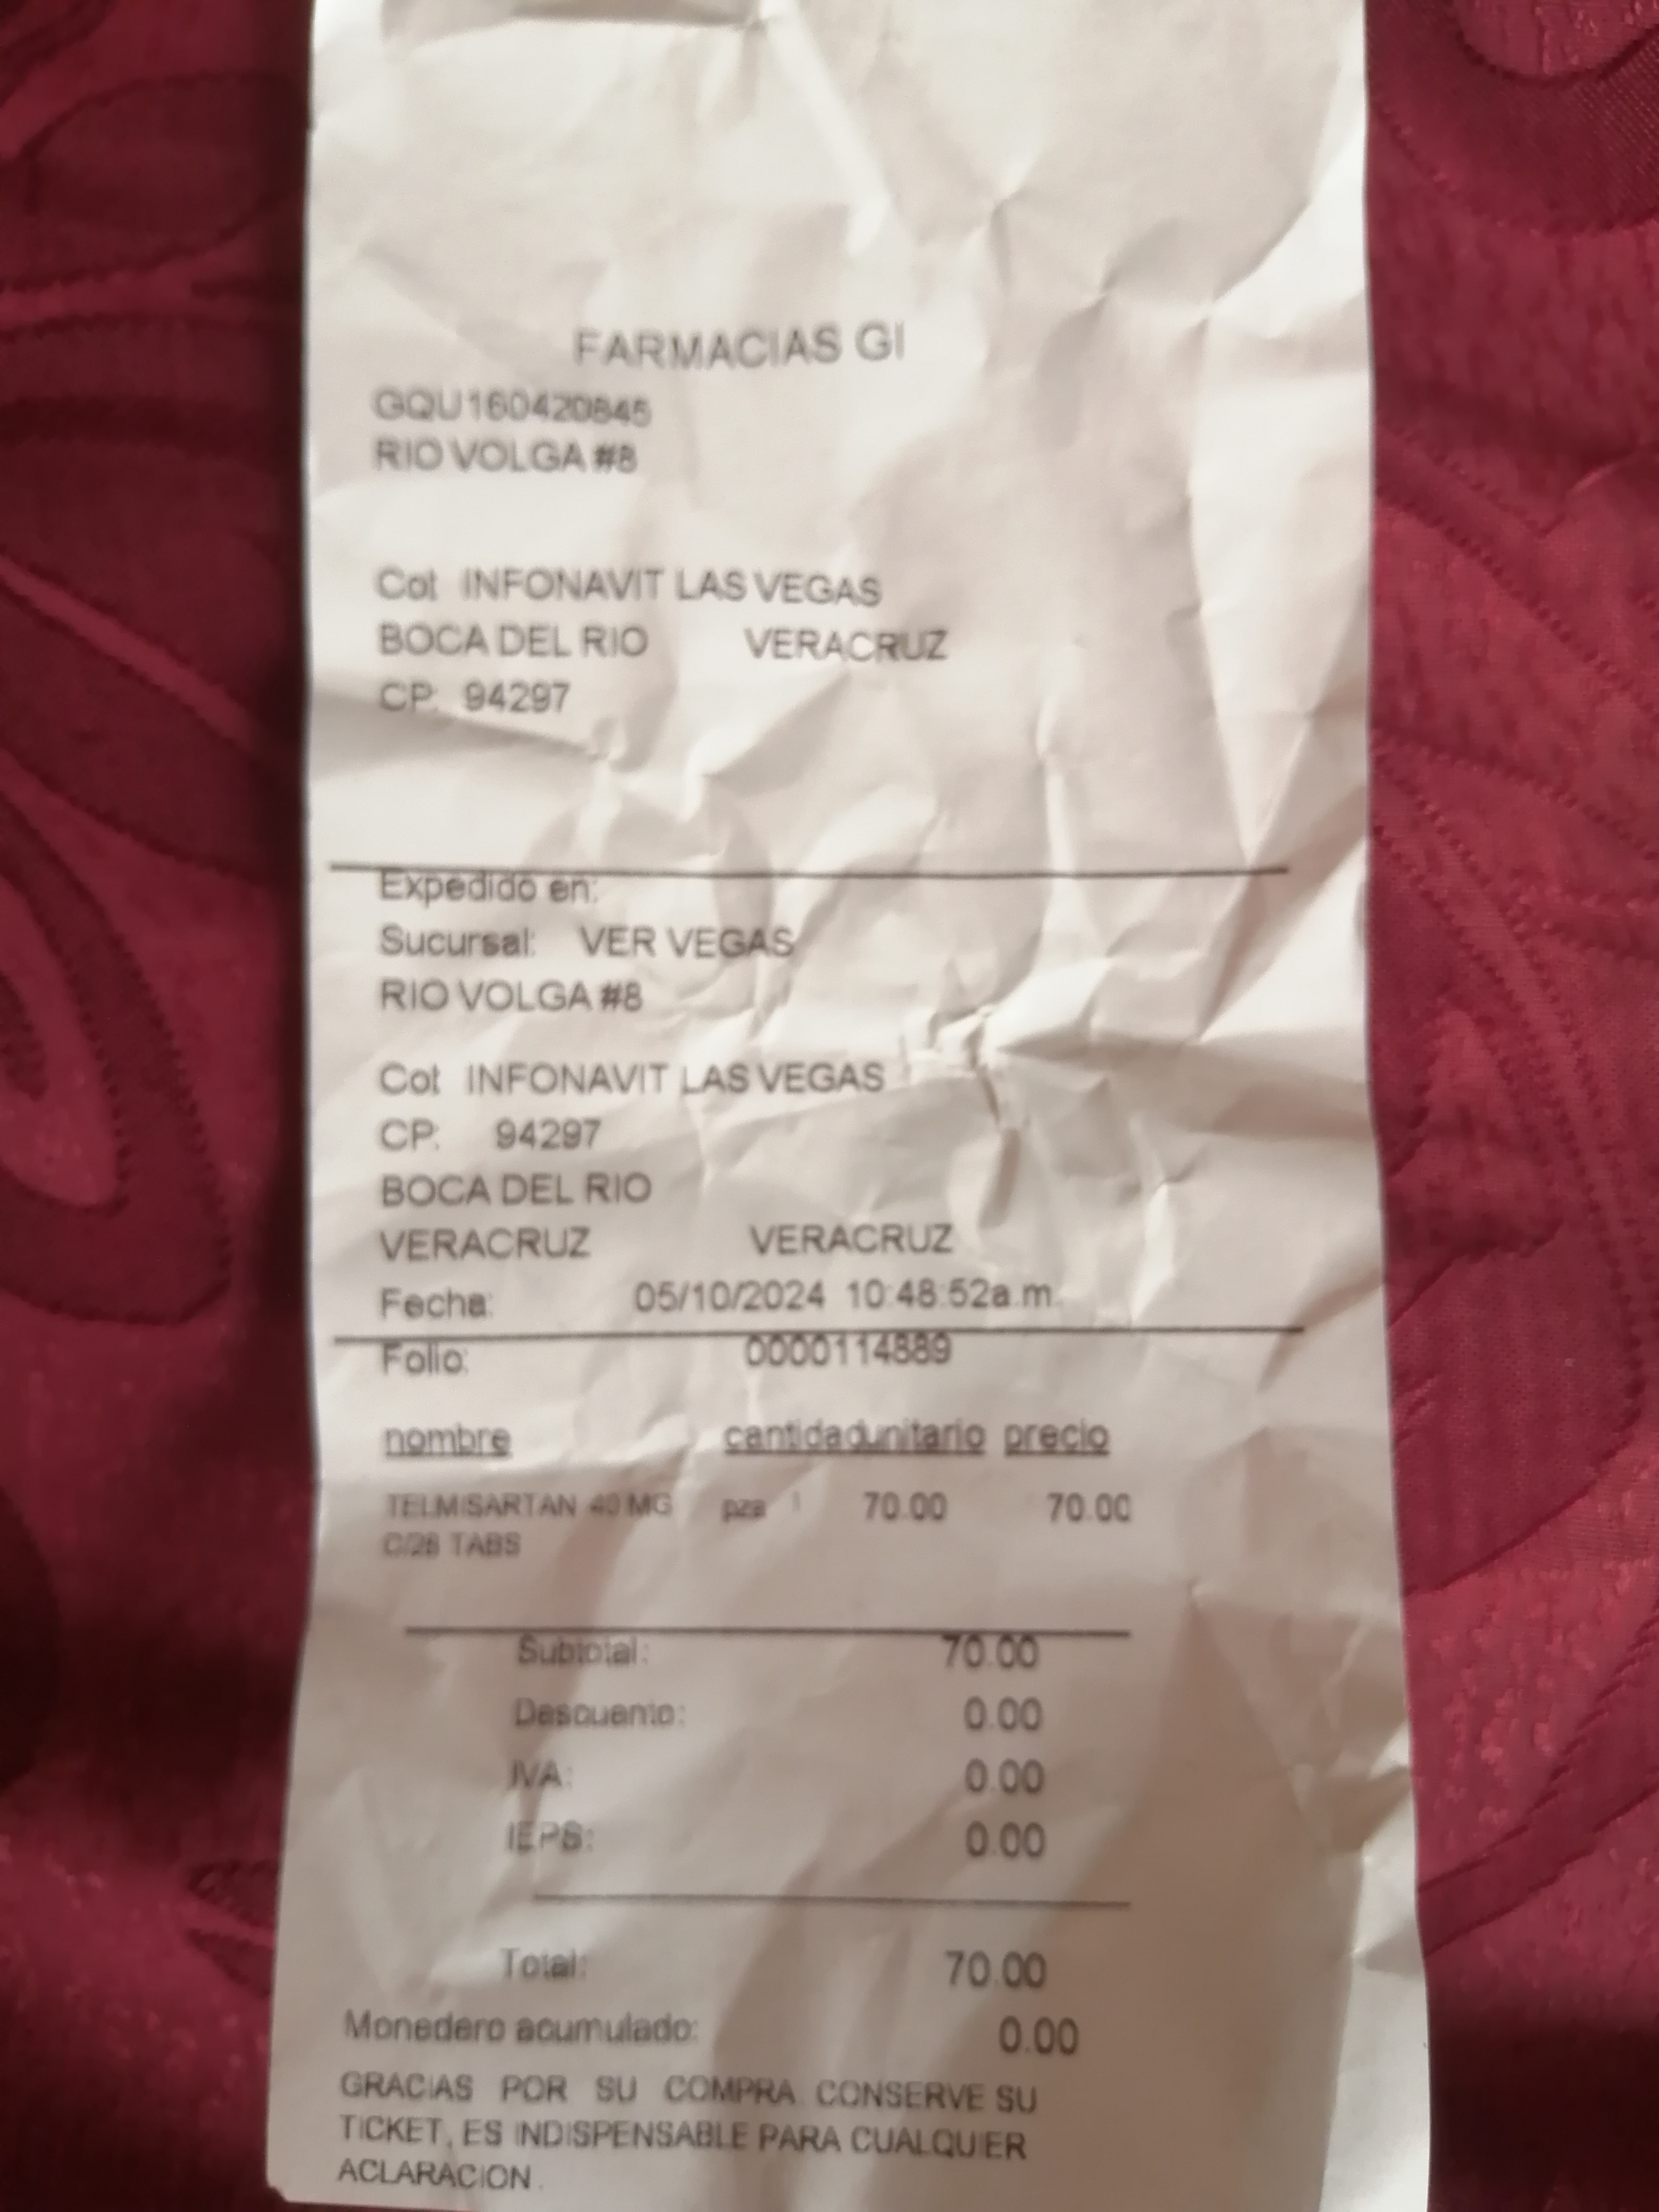 FARMACIAS GI
GQU160420845
RIO VOLGA #8
Col: INFONAVIT LAS VEGAS
BOCA DEL RIO VERACRUZ
CP: 94297
Expedido en:
Sucursal: VER VEGAS
RIO VOLGA #8
Col: INFONAVIT LAS VEGAS
CP: 94297
BOCA DEL RIO
VERACRUZ VERACRUZ
Fecha: 05/10/2024 10:48:52a.m.
Folio: 0000114889
nombre cantidad unitario precio
TELMISARTAN 40 MG pza 1 70.00 70.00
C/28 TABS
Subtotal: 70.00
Descuento: 0.00
IVA: 0.00
IEPS: 0.00
Total: 70.00
Monedero acumulado: 0.00
GRACIAS POR SU COMPRA. CONSERVE SU
TICKET, ES INDISPENSABLE PARA CUALQUIER
ACLARACION.